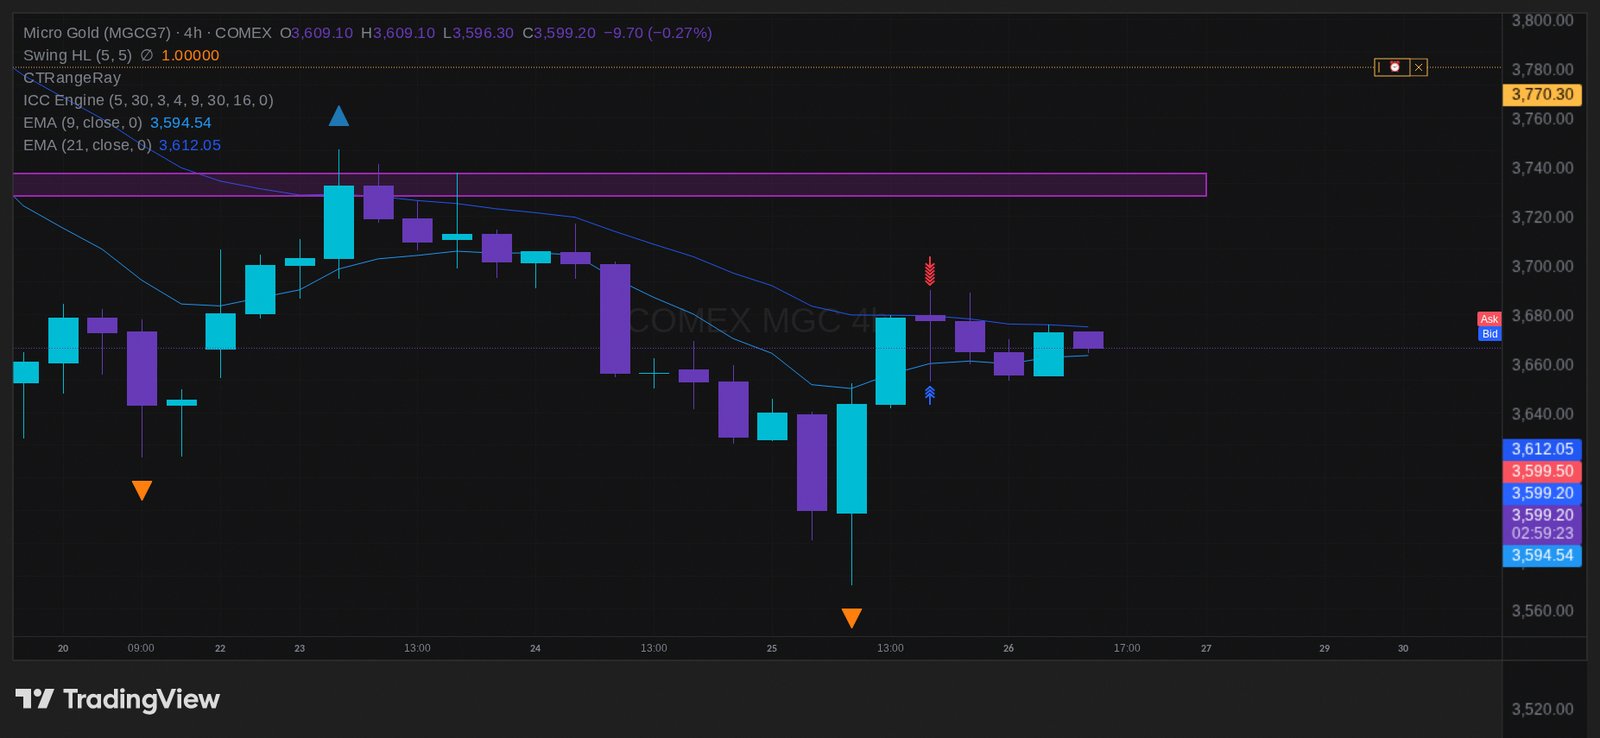 Micro Gold (MGCG7) · 4h · COMEX O3,609.10 H3,609.10 L3,596.30 C3,599.20 −9.70 (−0.27%)
Swing HL (5, 5) ∅ 1.00000
CTRangeRay
ICC Engine (5, 30, 3, 4, 9, 30, 16, 0)
EMA (9, close, 0) 3,594.54
EMA (21, close, 0) 3,612.05
COMEX MGC 4h
3,800.00
3,780.00
3,770.30
3,760.00
3,740.00
3,720.00
3,700.00
3,680.00
Ask
Bid
3,660.00
3,640.00
3,612.05
3,599.50
3,599.20
3,599.20
02:59:23
3,594.54
3,560.00
3,520.00
20 09:00 22 23 13:00 24 13:00 25 13:00 26 17:00 27 29 30
TradingView